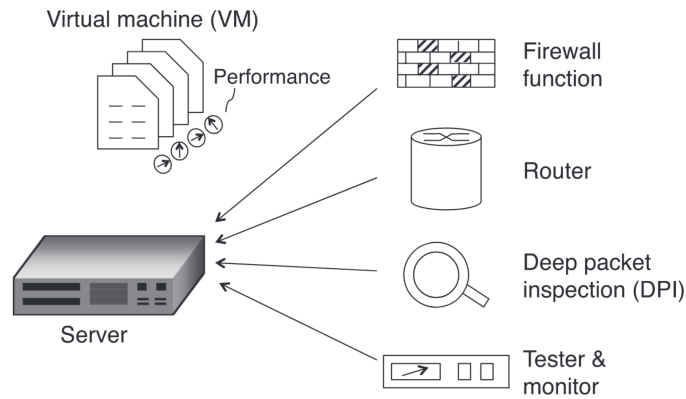 Virtual machine (VM)
Performance
Firewall
function
Router
Deep packet
inspection (DPI)
Server
Tester &
monitor